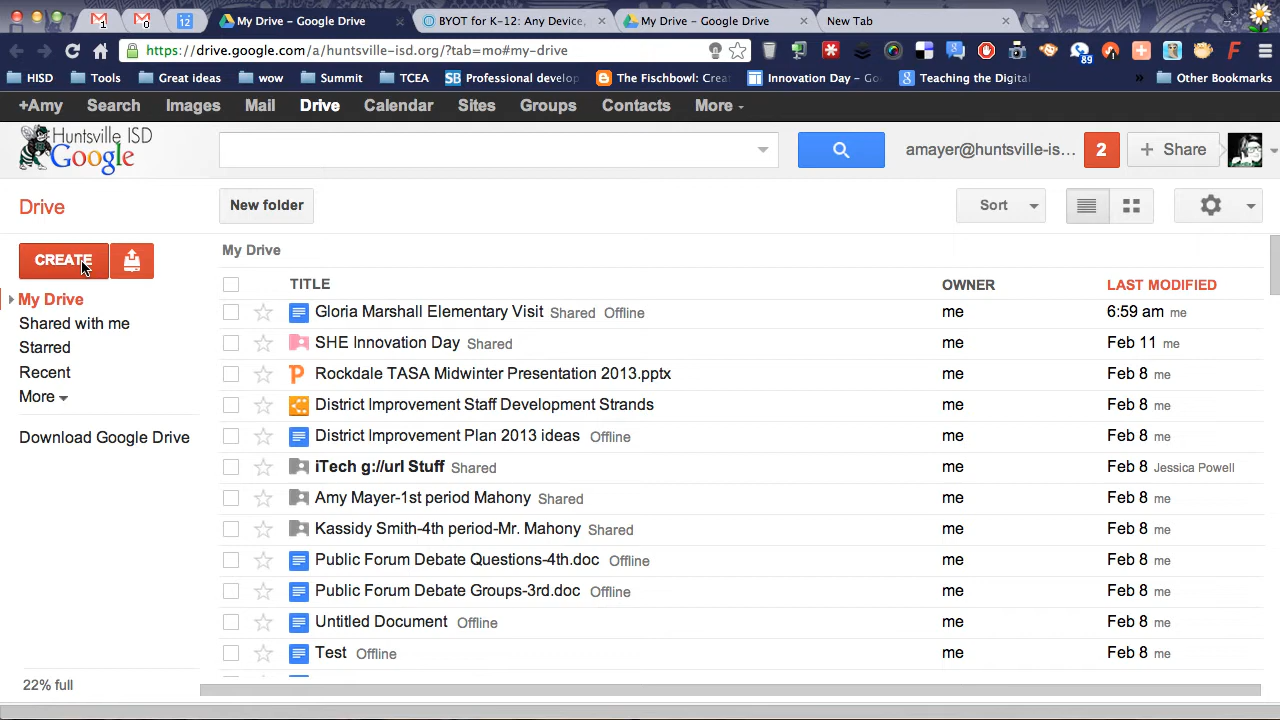 1
0
12
My Drive – Google Drive
BYOT for K-12: Any Device,
My Drive – Google Drive
New Tab
https://drive.google.com/a/huntsville-isd.org/?tab=mo#my-drive
89
HISD
Tools
Great ideas
wow
Summit
TCEA
SB Professional develop
The Fischbowl: Crea
Innovation Day – Go
Teaching the Digital
»
Other Bookmarks
+Amy Search Images Mail Drive Calendar Sites Groups Contacts More
Huntsville ISD
Google
amayer@huntsville-is...
2
+ Share
Drive
New folder
Sort
CREATE
My Drive
Shared with me
Starred
Recent
More
Download Google Drive
22% full
My Drive
TITLE OWNER LAST MODIFIED
Gloria Marshall Elementary Visit Shared Offline me 6:59 am me
SHE Innovation Day Shared me Feb 11 me
Rockdale TASA Midwinter Presentation 2013.pptx me Feb 8 me
District Improvement Staff Development Strands me Feb 8 me
District Improvement Plan 2013 ideas Offline me Feb 8 me
iTech g://url Stuff Shared me Feb 8 Jessica Powell
Amy Mayer-1st period Mahony Shared me Feb 8 me
Kassidy Smith-4th period-Mr. Mahony Shared me Feb 8 me
Public Forum Debate Questions-4th.doc Offline me Feb 8 me
Public Forum Debate Groups-3rd.doc Offline me Feb 8 me
Untitled Document Offline me Feb 8 me
Test Offline me Feb 8 me